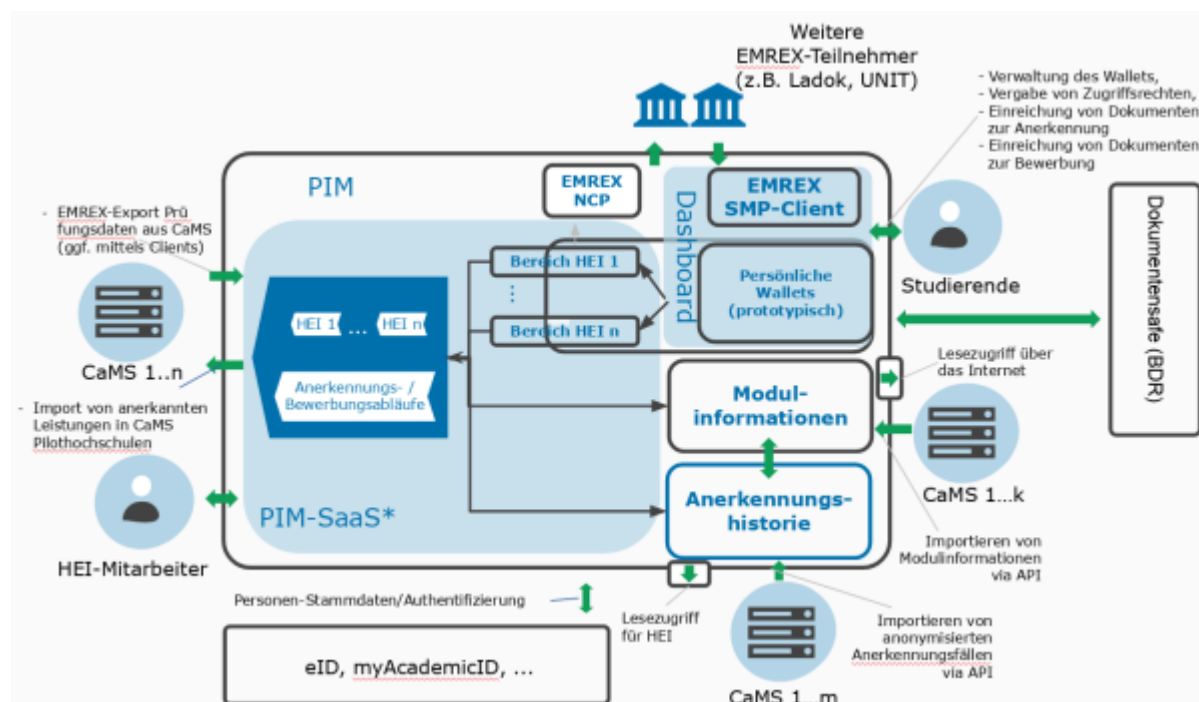 Weitere
EMREX-Teilnehmer
(z.B. Ladok, UNIT)
- Verwaltung des Wallets,
- Vergabe von Zugriffsrechten,
- Einreichung von Dokumenten
zur Anerkennung
- Einreichung von Dokumenten
zur Bewerbung
PIM
EMREX
NCP
EMREX
SMP-Client
Dashboard
- EMREX-Export Prü
fungsdaten aus CaMS
(ggf. mittels Clients)
Bereich HEI 1
⋮
Bereich HEI n
Persönliche
Wallets
(prototypisch)
Studierende
Dokumentensafe (BDR)
HEI 1 ... HEI n
Anerkennungs- /
Bewerbungsabläufe
CaMS 1..n
- Import von anerkannten
Leistungen in CaMS
Pilothochschulen
Modul-
informationen
Lesezugriff über
das Internet
CaMS 1...k
Anerkennungs-
historie
PIM-SaaS*
HEI-Mitarbeiter
Importieren von
Modulinformationen
via API
Personen-Stammdaten/Authentifizierung
Lesezugriff
für HEI
Importieren von
anonymisierten
Anerkennungsfällen
via API
eID, myAcademicID, ...
CaMS 1...m